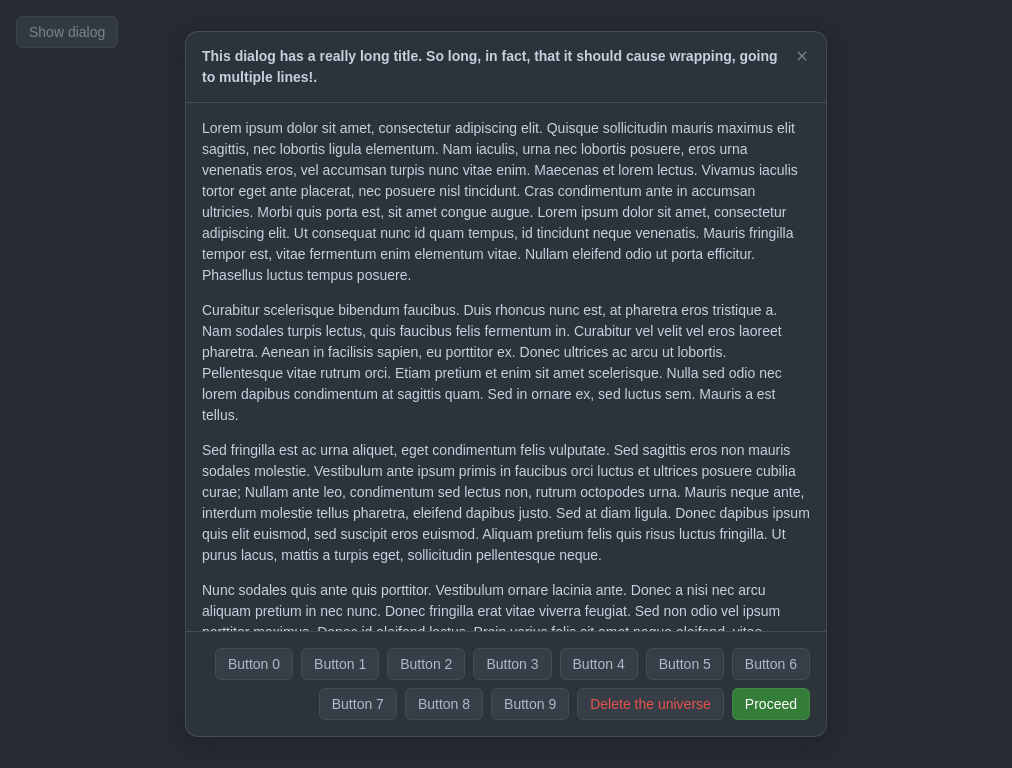 Show dialog
This dialog has a really long title. So long, in fact, that it should cause wrapping, going
to multiple lines!.
Lorem ipsum dolor sit amet, consectetur adipiscing elit. Quisque sollicitudin mauris maximus elit
sagittis, nec lobortis ligula elementum. Nam iaculis, urna nec lobortis posuere, eros urna
venenatis eros, vel accumsan turpis nunc vitae enim. Maecenas et lorem lectus. Vivamus iaculis
tortor eget ante placerat, nec posuere nisl tincidunt. Cras condimentum ante in accumsan
ultricies. Morbi quis porta est, sit amet congue augue. Lorem ipsum dolor sit amet, consectetur
adipiscing elit. Ut consequat nunc id quam tempus, id tincidunt neque venenatis. Mauris fringilla
tempor est, vitae fermentum enim elementum vitae. Nullam eleifend odio ut porta efficitur.
Phasellus luctus tempus posuere.
Curabitur scelerisque bibendum faucibus. Duis rhoncus nunc est, at pharetra eros tristique a.
Nam sodales turpis lectus, quis faucibus felis fermentum in. Curabitur vel velit vel eros laoreet
pharetra. Aenean in facilisis sapien, eu porttitor ex. Donec ultrices ac arcu ut lobortis.
Pellentesque vitae rutrum orci. Etiam pretium et enim sit amet scelerisque. Nulla sed odio nec
lorem dapibus condimentum at sagittis quam. Sed in ornare ex, sed luctus sem. Mauris a est
tellus.
Sed fringilla est ac urna aliquet, eget condimentum felis vulputate. Sed sagittis eros non mauris
sodales molestie. Vestibulum ante ipsum primis in faucibus orci luctus et ultrices posuere cubilia
curae; Nullam ante leo, condimentum sed lectus non, rutrum octopodes urna. Mauris neque ante,
interdum molestie tellus pharetra, eleifend dapibus justo. Sed at diam ligula. Donec dapibus ipsum
quis elit euismod, sed suscipit eros euismod. Aliquam pretium felis quis risus luctus fringilla. Ut
purus lacus, mattis a turpis eget, sollicitudin pellentesque neque.
Nunc sodales quis ante quis porttitor. Vestibulum ornare lacinia ante. Donec a nisi nec arcu
aliquam pretium in nec nunc. Donec fringilla erat vitae viverra feugiat. Sed non odio vel ipsum
porttitor maximus. Donec id eleifend lectus. Proin varius felis sit amet neque eleifend, vitae
Button 0 Button 1 Button 2 Button 3 Button 4 Button 5 Button 6
Button 7 Button 8 Button 9 Delete the universe Proceed